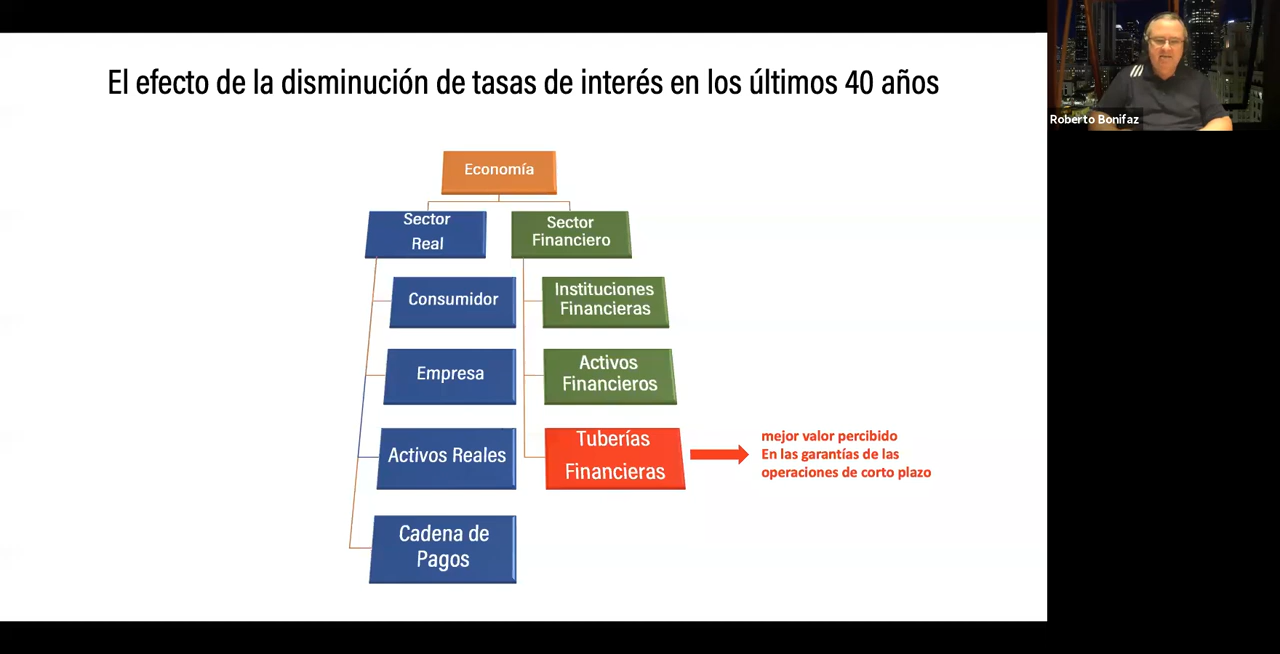 El efecto de la disminución de tasas de interés en los últimos 40 años
Roberto Bonifaz
Economía
Sector
Real
Sector
Financiero
Consumidor
Instituciones
Financieras
Empresa
Activos
Financieros
Activos Reales
Tuberías
Financieras
mejor valor percibido
En las garantías de las
operaciones de corto plazo
Cadena de
Pagos